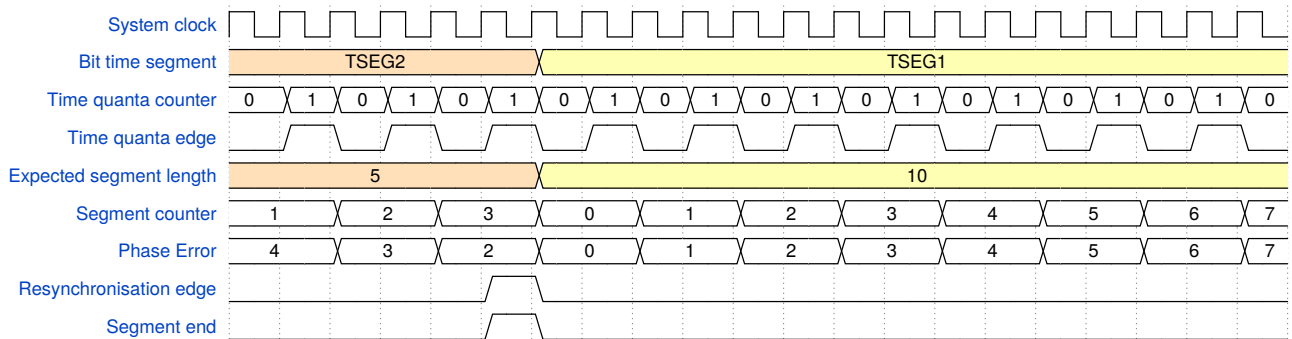 System clock
Bit time segment TSEG2 TSEG1
Time quanta counter 0 1 0 1 0 1 0 1 0 1 0 1 0 1 0 1 0 1 0 1 0
Time quanta edge
Expected segment length 5 10
Segment counter 1 2 3 0 1 2 3 4 5 6 7
Phase Error 4 3 2 0 1 2 3 4 5 6 7
Resynchronisation edge
Segment end